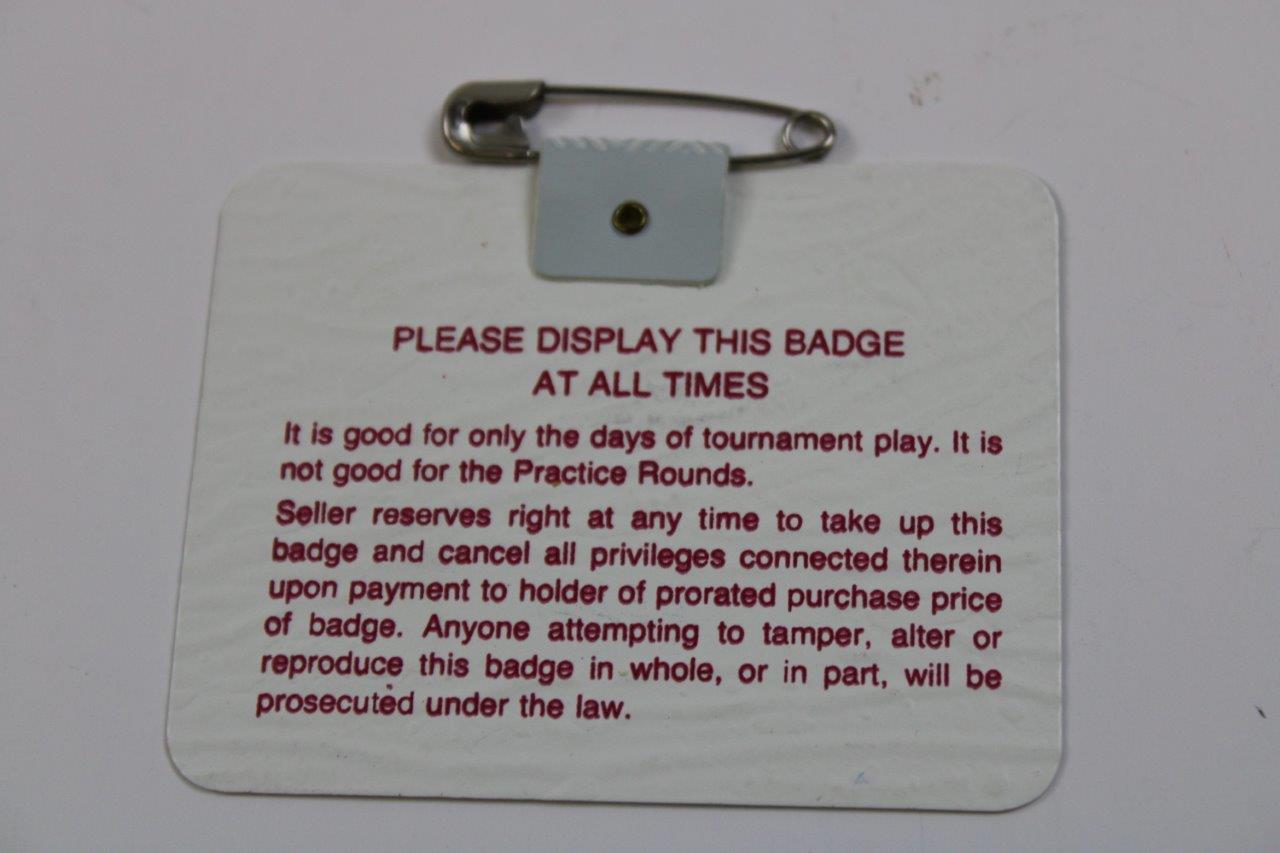 PLEASE DISPLAY THIS BADGE
AT ALL TIMES
It is good for only the days of tournament play. It is
not good for the Practice Rounds.
Seller reserves right at any time to take up this
badge and cancel all privileges connected therein
upon payment to holder of prorated purchase price
of badge. Anyone attempting to tamper, alter or
reproduce this badge in whole, or in part, will be
prosecuted under the law.